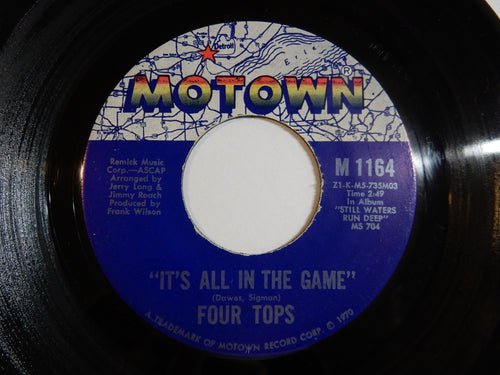 Detroit
MOTOWN®
Remick Music
Corp.—ASCAP
Arranged by
Jerry Long &
Jimmy Roach
Produced by
Frank Wilson
M 1164
Z1-K-M5-735M03
Time 2:49
In Album
"STILL WATERS
RUN DEEP"
MS 704
"IT'S ALL IN THE GAME"
(Dawes, Sigman)
FOUR TOPS
A TRADEMARK OF MOTOWN RECORD CORP. © 1970